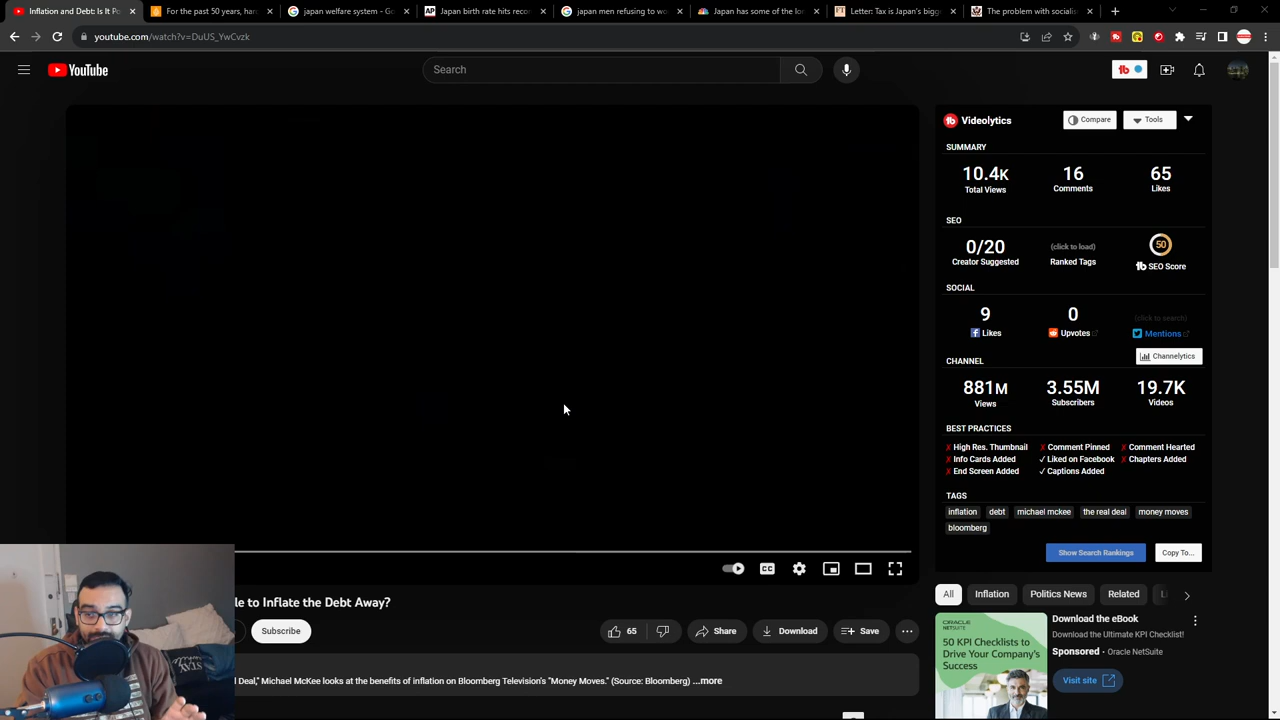 Inflation and Debt: Is It P
For the past 50 years, har
japan welfare system - Go
Japan birth rate hits recor
japan men refusing to wo
Japan has some of the lon
Letter: Tax is Japan's bigg
The problem with sociali
youtube.com/watch?v=DuUS_YwCvzk
YouTube
Search
Videolytics
Compare
Tools
SUMMARY
10.4K
16
65
Total Views
Comments
Likes
SEO
0/20
(click to load)
50
Creator Suggested
Ranked Tags
SEO Score
SOCIAL
9
0
(click to search)
Likes
Upvotes
Mentions
CHANNEL
Channelytics
881M
3.55M
19.7K
Views
Subscribers
Videos
BEST PRACTICES
✗ High Res. Thumbnail
✗ Comment Pinned
✗ Comment Hearted
✗ Info Cards Added
✓ Liked on Facebook
✗ Chapters Added
✗ End Screen Added
✓ Captions Added
TAGS
inflation
debt
michael mckee
the real deal
money moves
bloomberg
Show Search Rankings
Copy To...
CC
le to Inflate the Debt Away?
Subscribe
65
Share
Download
Save
l Deal," Michael McKee looks at the benefits of inflation on Bloomberg Television's "Money Moves." (Source: Bloomberg) ...more
All
Inflation
Politics News
Related
ORACLE
NETSUITE
50 KPI Checklists to
Drive Your Company's
Success
Download the eBook
Download the Ultimate KPI Checklist!
Sponsored · Oracle NetSuite
Visit site
STAY